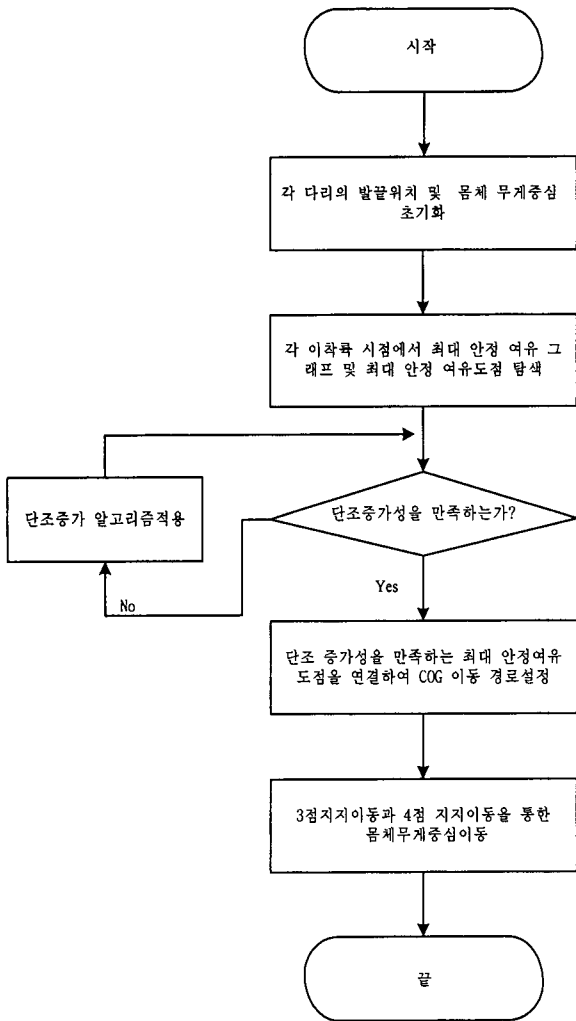 시작
각 다리의 발끝위치 및 몸체 무게중심
초기화
각 이착륙 시점에서 최대 안정 여유 그
래프 및 최대 안정 여유도점 탐색
단조증가 알고리즘적용
단조증가성을 만족하는가?
No
Yes
단조 증가성을 만족하는 최대 안정여유
도점을 연결하여 COG 이동 경로설정
3점지지이동과 4점 지지이동을 통한
몸체무게중심이동
끝